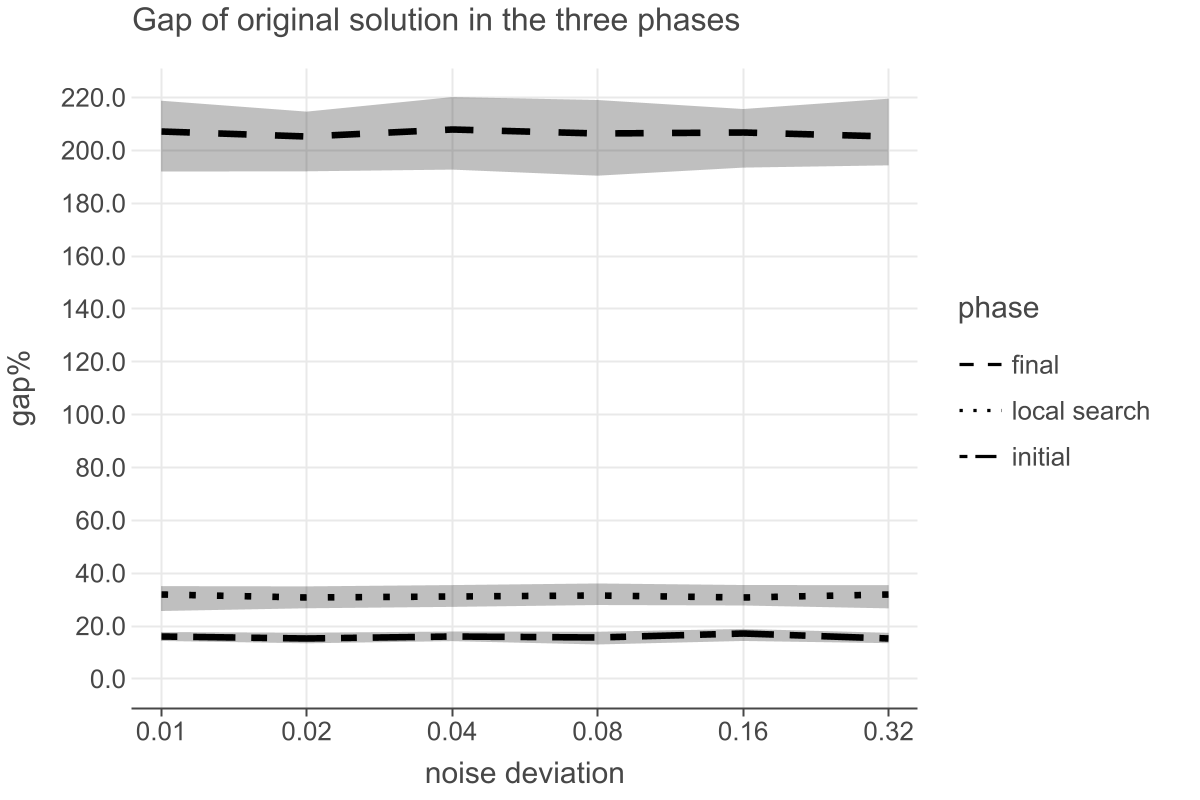 Gap of original solution in the three phases
220.0
200.0
180.0
160.0
140.0
120.0
100.0
80.0
60.0
40.0
20.0
0.0
gap%
0.01 0.02 0.04 0.08 0.16 0.32
noise deviation
phase
final
local search
initial